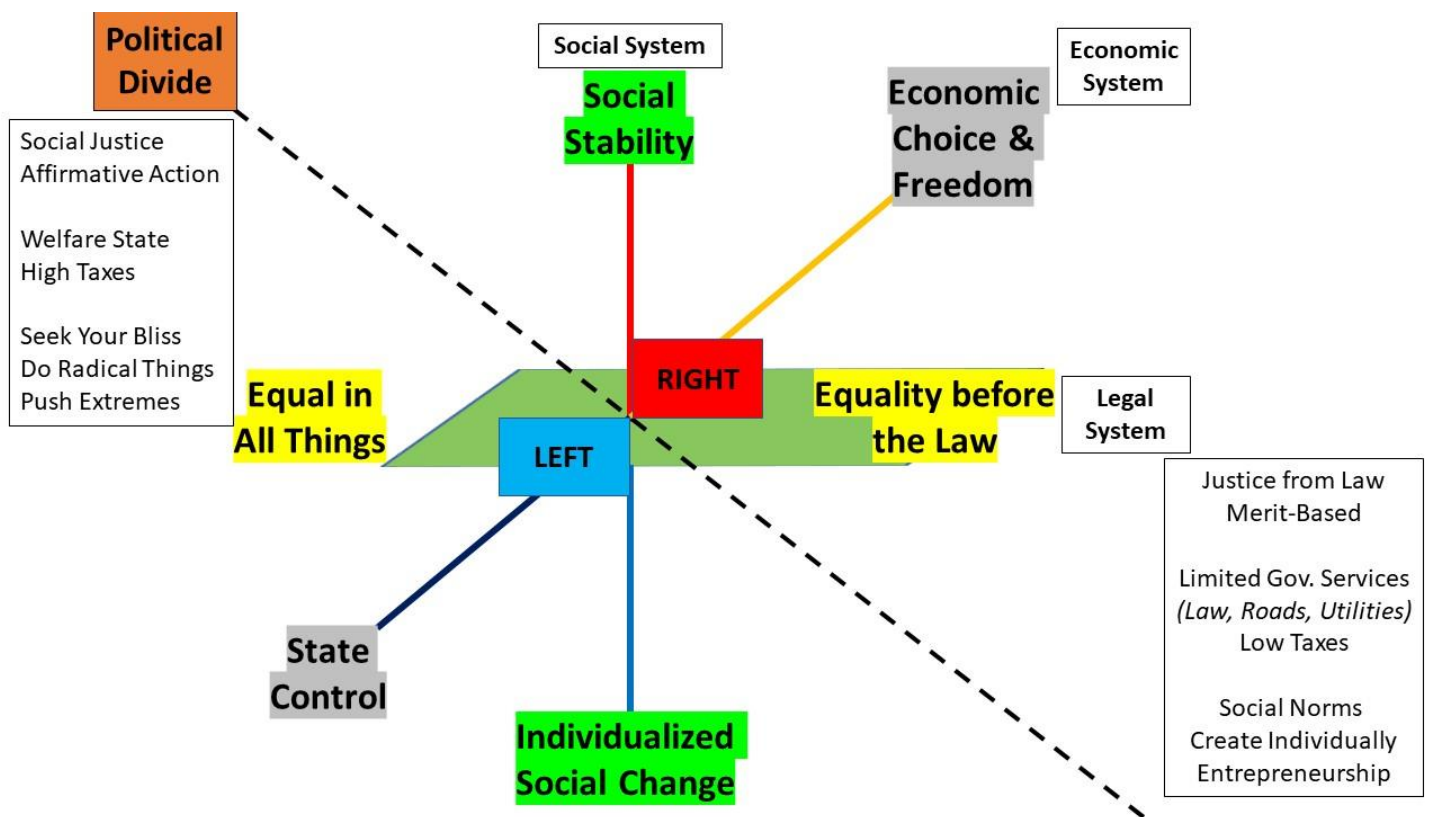 Political
Divide
Social Justice
Affirmative Action
Welfare State
High Taxes
Seek Your Bliss
Do Radical Things
Push Extremes
Social System
Social
Stability
Economic
System
Economic
Choice &
Freedom
RIGHT
LEFT
Equal in
All Things
Equality before
the Law
Legal
System
State
Control
Individualized
Social Change
Justice from Law
Merit-Based
Limited Gov. Services
(Law, Roads, Utilities)
Low Taxes
Social Norms
Create Individually
Entrepreneurship